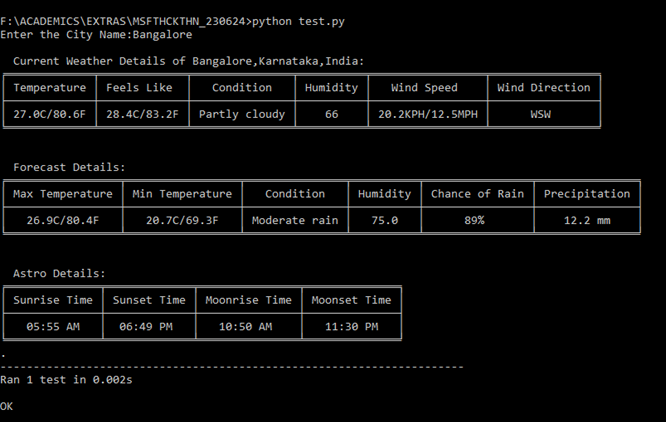 F:\ACADEMICS\EXTRAS\MSFTHCKTHN_230624>python test.py
Enter the City Name:Bangalore
Current Weather Details of Bangalore,Karnataka,India:
Temperature Feels Like Condition Humidity Wind Speed Wind Direction
27.0C/80.6F 28.4C/83.2F Partly cloudy 66 20.2KPH/12.5MPH WSW
Forecast Details:
Max Temperature Min Temperature Condition Humidity Chance of Rain Precipitation
26.9C/80.4F 20.7C/69.3F Moderate rain 75.0 89% 12.2 mm
Astro Details:
Sunrise Time Sunset Time Moonrise Time Moonset Time
05:55 AM 06:49 PM 10:50 AM 11:30 PM
.
----------------------------------------------------------------------
Ran 1 test in 0.002s
OK